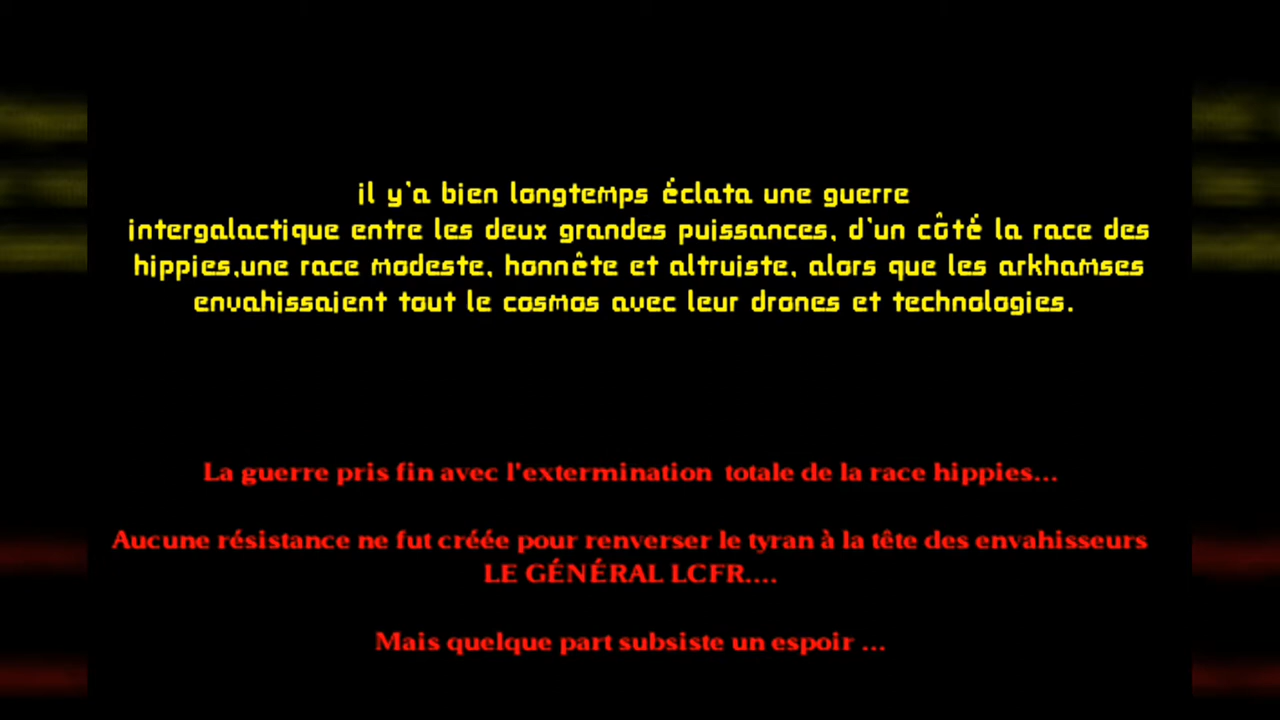 il y'a bien longtemps éclata une guerre
intergalactique entre les deux grandes puissances, d'un côté la race des
hippies,une race modeste, honnête et altruiste, alors que les arkhamses
envahissaient tout le cosmos avec leur drones et technologies.
La guerre pris fin avec l'extermination totale de la race hippies...
Aucune résistance ne fut créée pour renverser le tyran à la tête des envahisseurs
LE GÉNÉRAL LCFR....
Mais quelque part subsiste un espoir ...